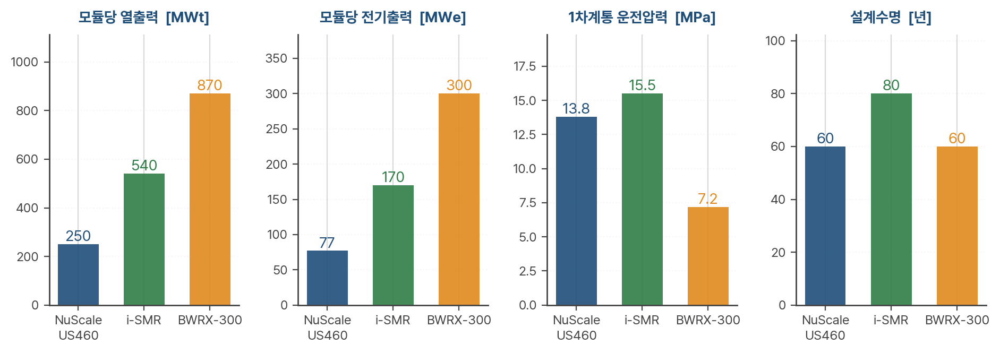 모듈당 열출력 [MWt]
1000
800
600
400
200
0
250
540
870
NuScale
US460
i-SMR
BWRX-300
모듈당 전기출력 [MWe]
350
300
250
200
150
100
50
0
77
170
300
NuScale
US460
i-SMR
BWRX-300
1차계통 운전압력 [MPa]
17.5
15.0
12.5
10.0
7.5
5.0
2.5
0.0
13.8
15.5
7.2
NuScale
US460
i-SMR
BWRX-300
설계수명 [년]
100
80
60
40
20
0
60
80
60
NuScale
US460
i-SMR
BWRX-300